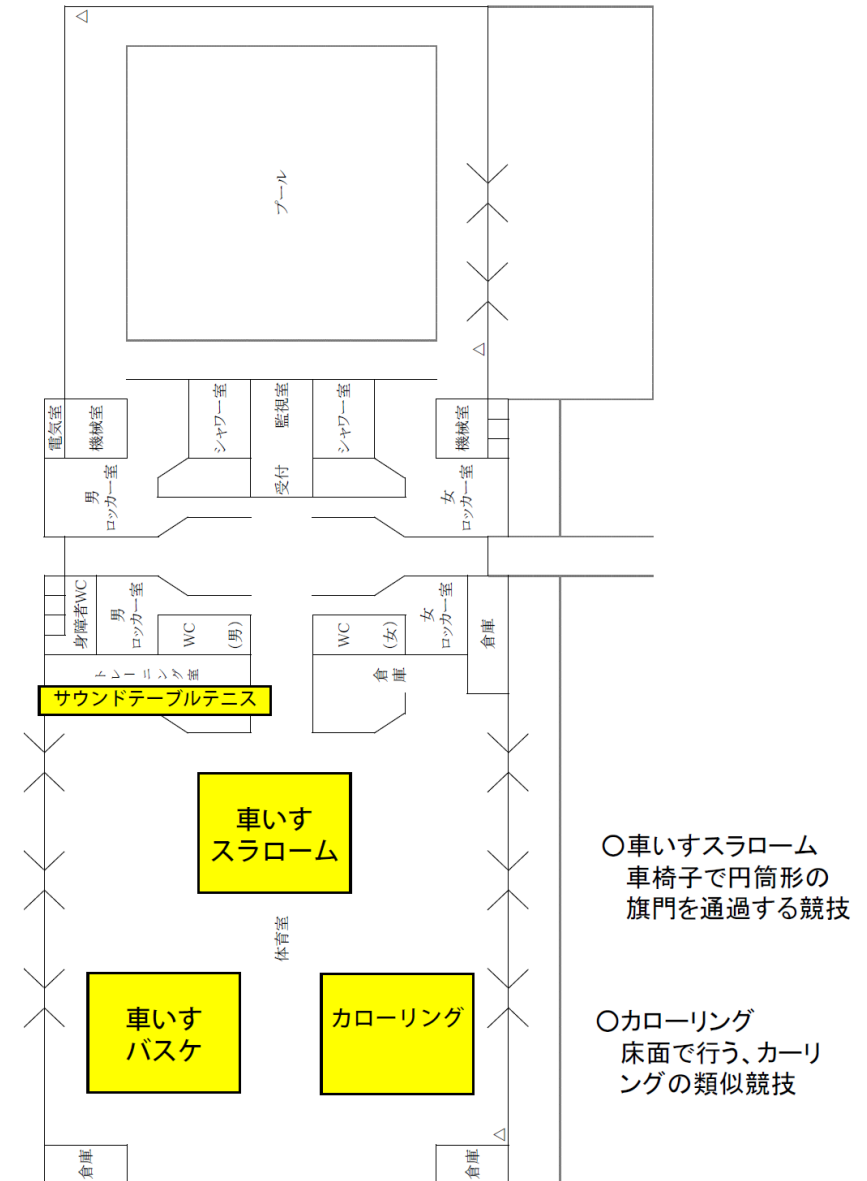 プール
電気室
機械室
シャワー室
監視室
シャワー室
機械室
男
ロッカー室
受付
女
ロッカー室
身障者WC
男
ロッカー室
WC
(男)
WC
(女)
女
ロッカー室
倉庫
トレーニング室
倉庫
サウンドテーブルテニス
車いす
スラローム
体育室
車いす
バスケ
カローリング
倉庫
倉庫
○車いすスラローム
車椅子で円筒形の
旗門を通過する競技
○カローリング
床面で行う、カーリ
ングの類似競技